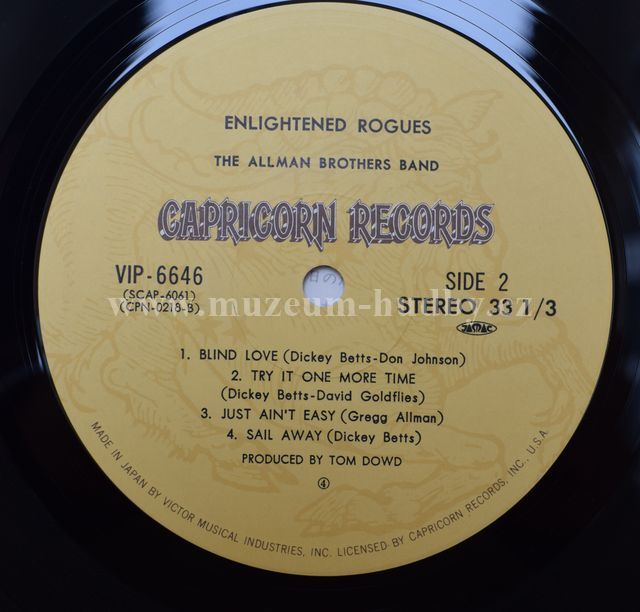 ENLIGHTENED ROGUES
THE ALLMAN BROTHERS BAND
CAPRICORN RECORDS
VIP-6646
(SCAP-6061)
(CPN-0218-B)
SIDE 2
STEREO 33 1/3
JASRAC
www.muzeum-hudby.cz
1. BLIND LOVE (Dickey Betts-Don Johnson)
2. TRY IT ONE MORE TIME
(Dickey Betts-David Goldflies)
3. JUST AIN'T EASY (Gregg Allman)
4. SAIL AWAY (Dickey Betts)
PRODUCED BY TOM DOWD
④
MADE IN JAPAN BY VICTOR MUSICAL INDUSTRIES, INC. LICENSED BY CAPRICORN RECORDS, INC., U.S.A.